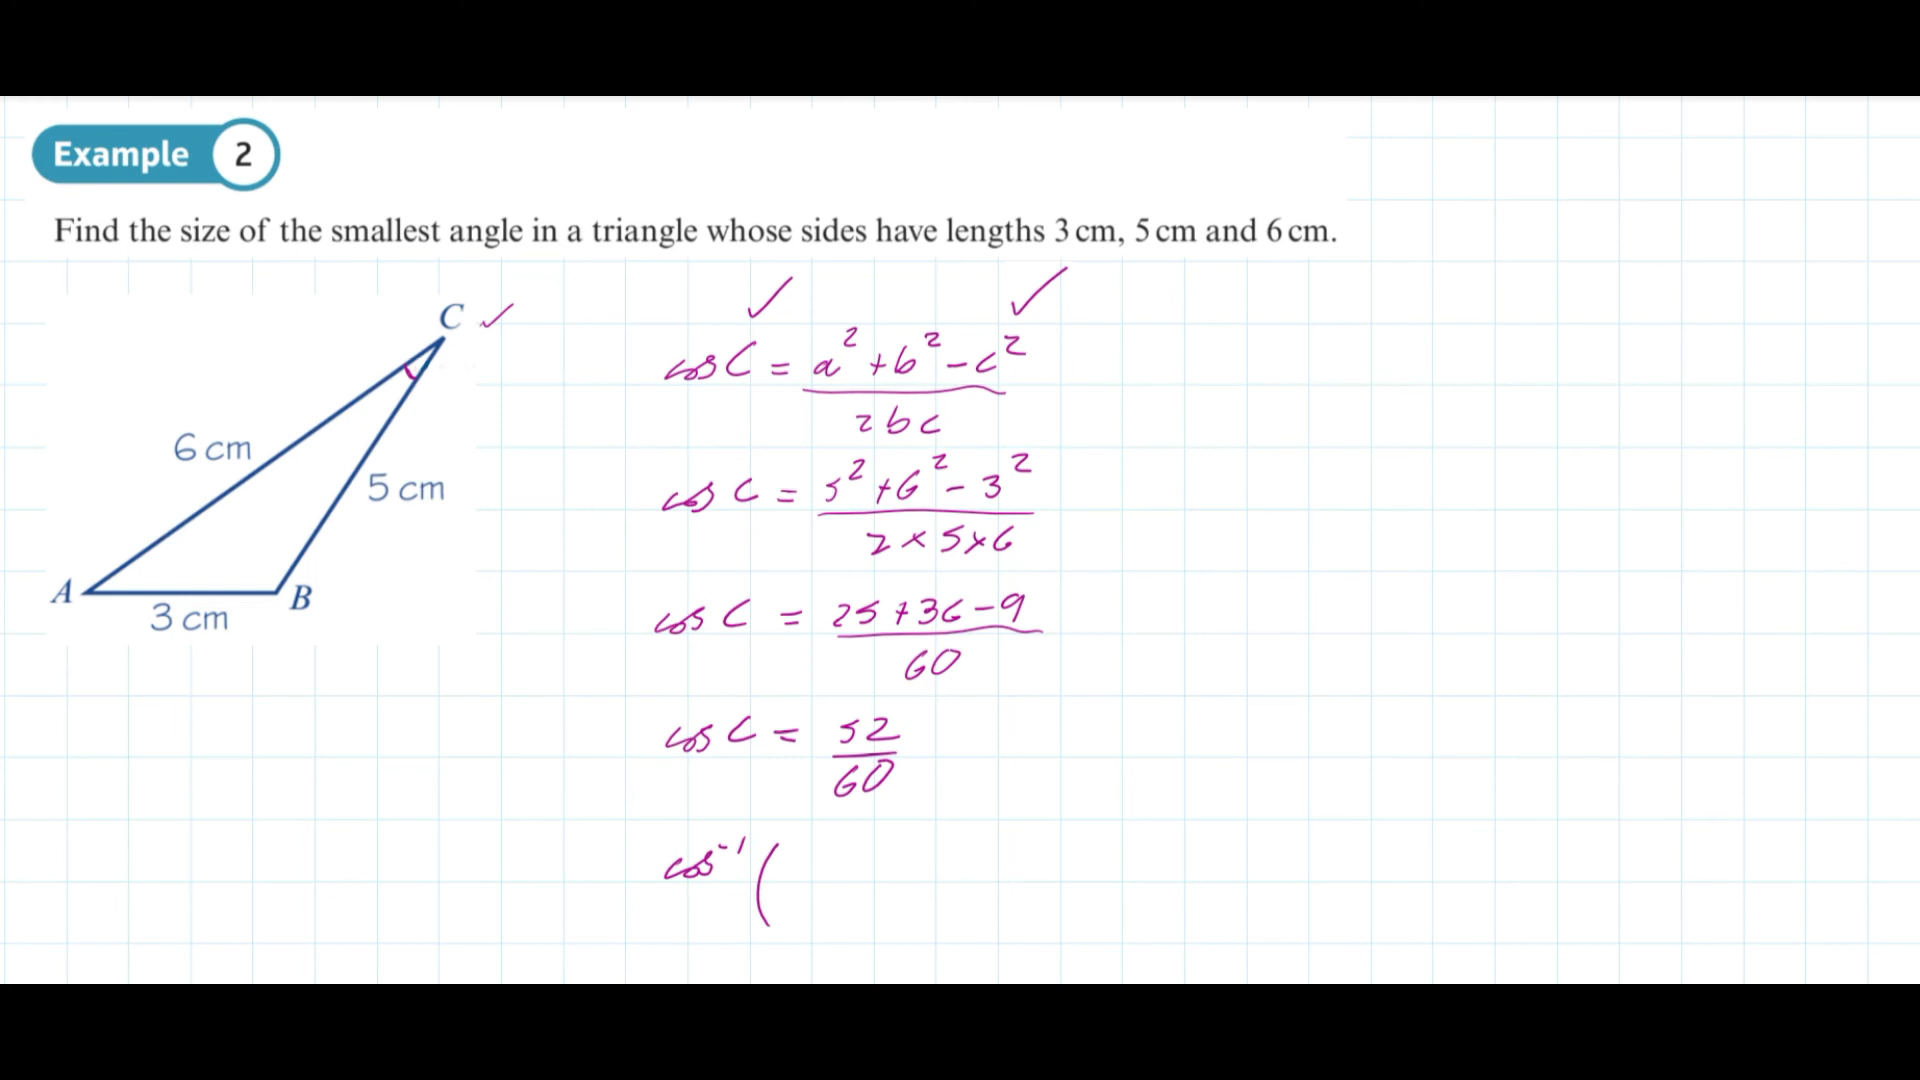 Example 2
Find the size of the smallest angle in a triangle whose sides have lengths 3 cm, 5 cm and 6 cm.
C ✓
6 cm
5 cm
A
B
3 cm
✓ ✓
cos C = a² + b² - c²
2bc
cos C = 5² + 6² - 3²
2 × 5 × 6
cos C = 25 + 36 - 9
60
cos C = 52
60
cos⁻¹ (